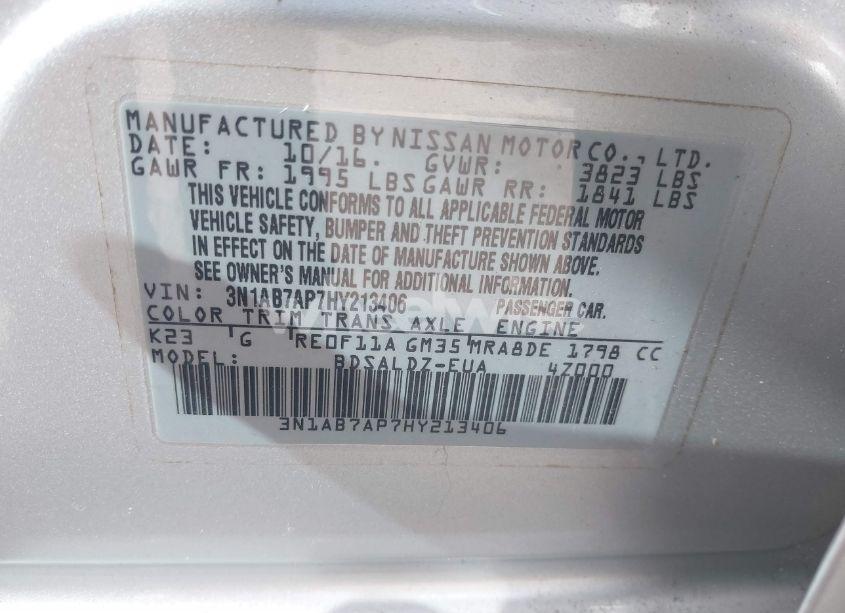 MANUFACTURED BY NISSAN MOTOR CO., LTD.
DATE: 10/16. GVWR: 3823 LBS
GAWR FR: 1995 LBS GAWR RR: 1841 LBS
THIS VEHICLE CONFORMS TO ALL APPLICABLE FEDERAL MOTOR
VEHICLE SAFETY, BUMPER AND THEFT PREVENTION STANDARDS
IN EFFECT ON THE DATE OF MANUFACTURE SHOWN ABOVE.
SEE OWNER'S MANUAL FOR ADDITIONAL INFORMATION.
VIN: 3N1AB7AP7HY213406 PASSENGER CAR.
COLOR TRIM TRANS AXLE ENGINE
K23 G RE0F11A GM35 MRA8DE 1798 CC
MODEL: BDSALDZ-EUA 4Z000
3N1AB7AP7HY213406